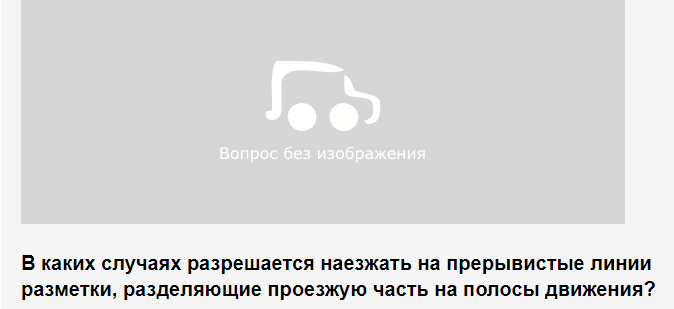 Вопрос без изображения
В каких случаях разрешается наезжать на прерывистые линии
разметки, разделяющие проезжую часть на полосы движения?